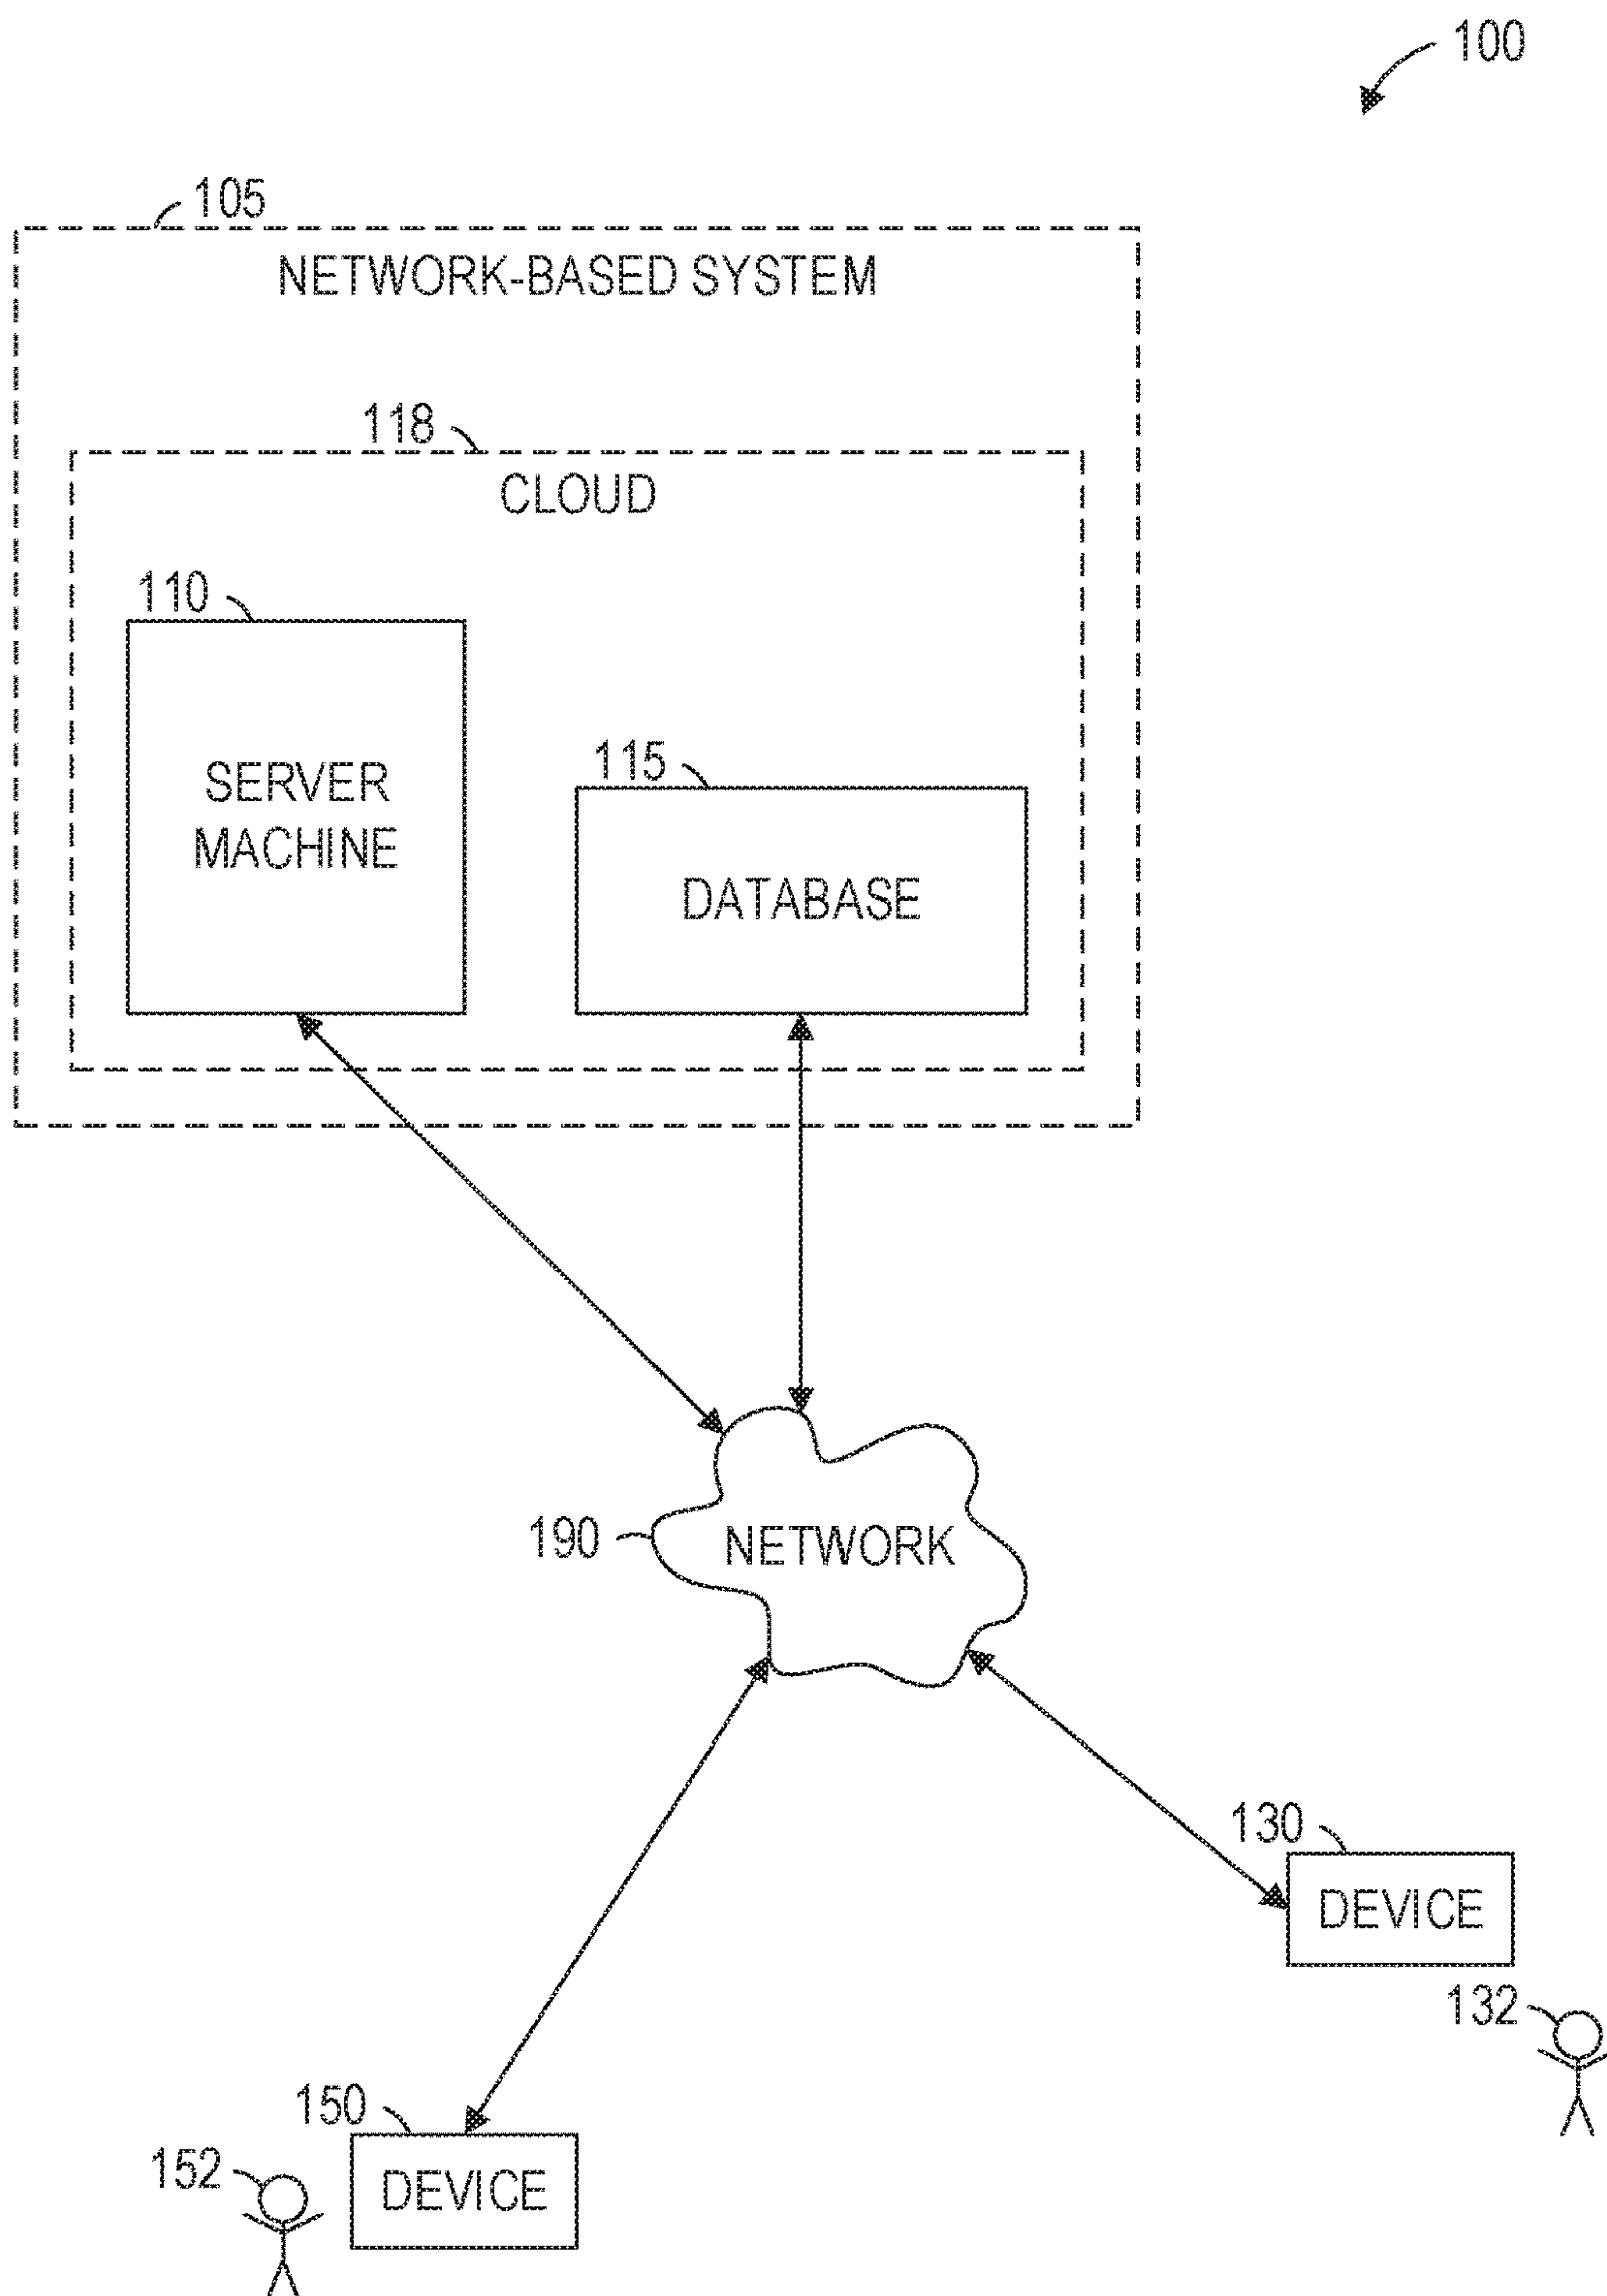 100
105
NETWORK-BASED SYSTEM
118
CLOUD
110
SERVER
MACHINE
115
DATABASE
190
NETWORK
130
DEVICE
132
150
DEVICE
152